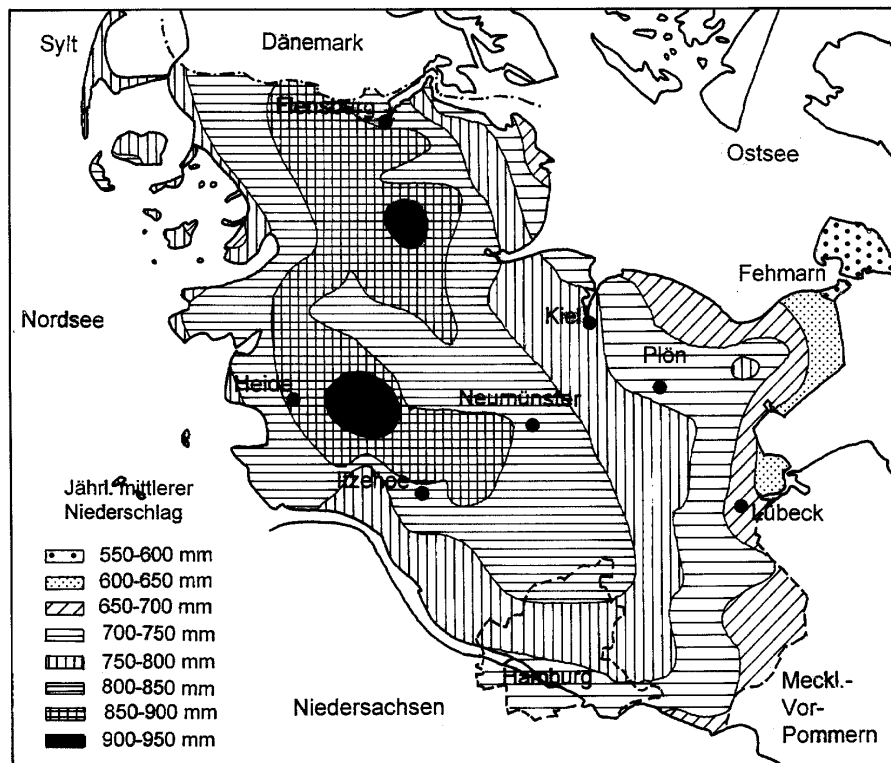 Sylt
Dänemark
Flensburg
Ostsee
Fehmarn
Nordsee
Kiel
Plön
Heide
Neumünster
Itzehoe
Lübeck
Jährl. mittlerer
Niederschlag
550-600 mm
600-650 mm
650-700 mm
700-750 mm
750-800 mm
800-850 mm
850-900 mm
900-950 mm
Hamburg
Niedersachsen
Meckl.-
Vor-
Pommern